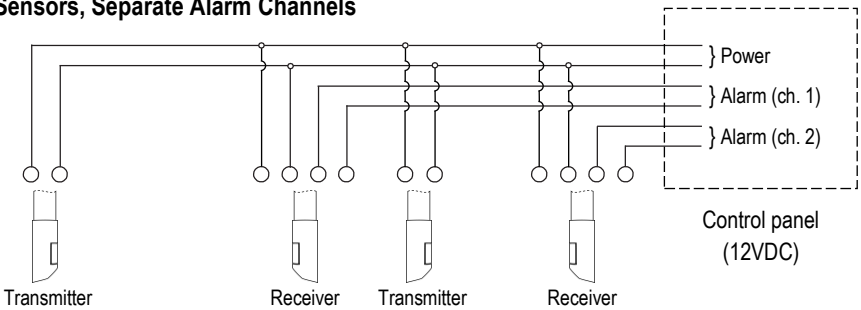 Sensors, Separate Alarm Channels
} Power
} Alarm (ch. 1)
} Alarm (ch. 2)
Control panel
(12VDC)
Transmitter
Receiver
Transmitter
Receiver